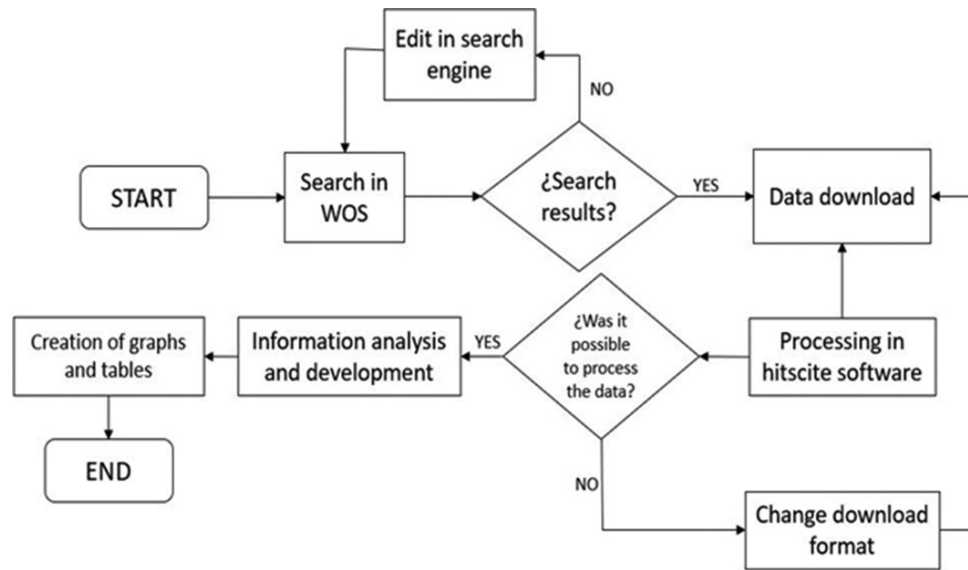 Edit in search
engine
NO
START
Search in
WOS
¿Search
results?
YES
Data download
Creation of graphs
and tables
Information analysis
and development
YES
¿Was it
possible
to process
the data?
Processing in
hitscite software
END
NO
Change download
format